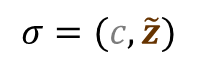 σ = (c, z̃)